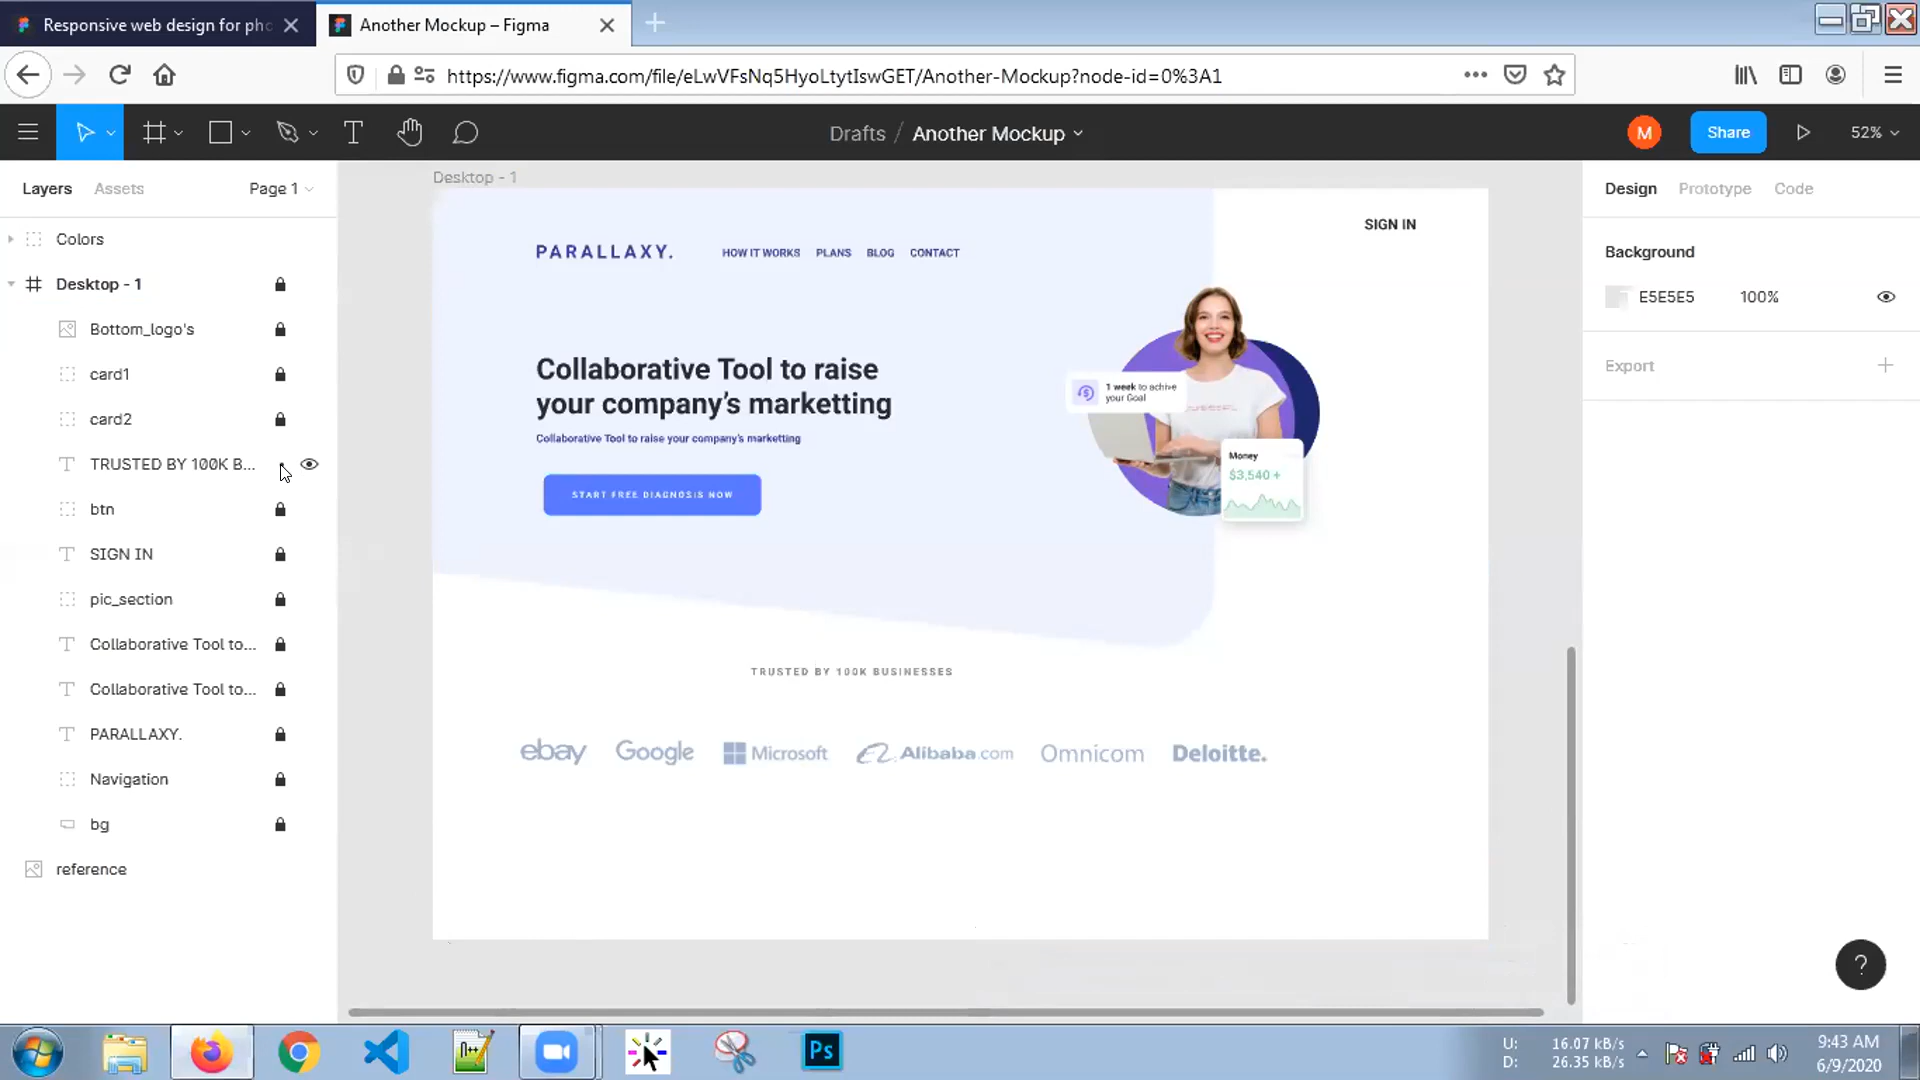 Responsive web design for pho
Another Mockup – Figma
https://www.figma.com/file/eLwVFsNq5HyoLtytIswGET/Another-Mockup?node-id=0%3A1
Drafts / Another Mockup
M
Share
52%
Layers
Assets
Page 1
Design
Prototype
Code
Colors
Desktop - 1
Bottom_logo's
card1
card2
TRUSTED BY 100K B...
btn
SIGN IN
pic_section
Collaborative Tool to...
Collaborative Tool to...
PARALLAXY.
Navigation
bg
reference
Desktop - 1
SIGN IN
PARALLAXY.
HOW IT WORKS PLANS BLOG CONTACT
Collaborative Tool to raise
your company’s marketting
Collaborative Tool to raise your company’s marketting
START FREE DIAGNOSIS NOW
1 week to achive
your Goal
Money
$3,540 +
TRUSTED BY 100K BUSINESSES
ebay Google Microsoft Alibaba.com Omnicom Deloitte.
Background
E5E5E5 100%
Export
?
n++
Ps
U: 16.07 kB/s
D: 26.35 kB/s
9:43 AM
6/9/2020